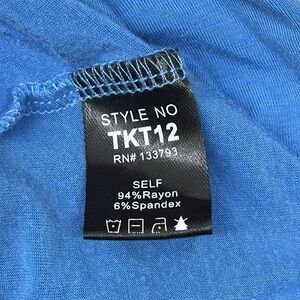 STYLE NO
TKT12
RN# 133793
SELF
94%Rayon
6%Spandex